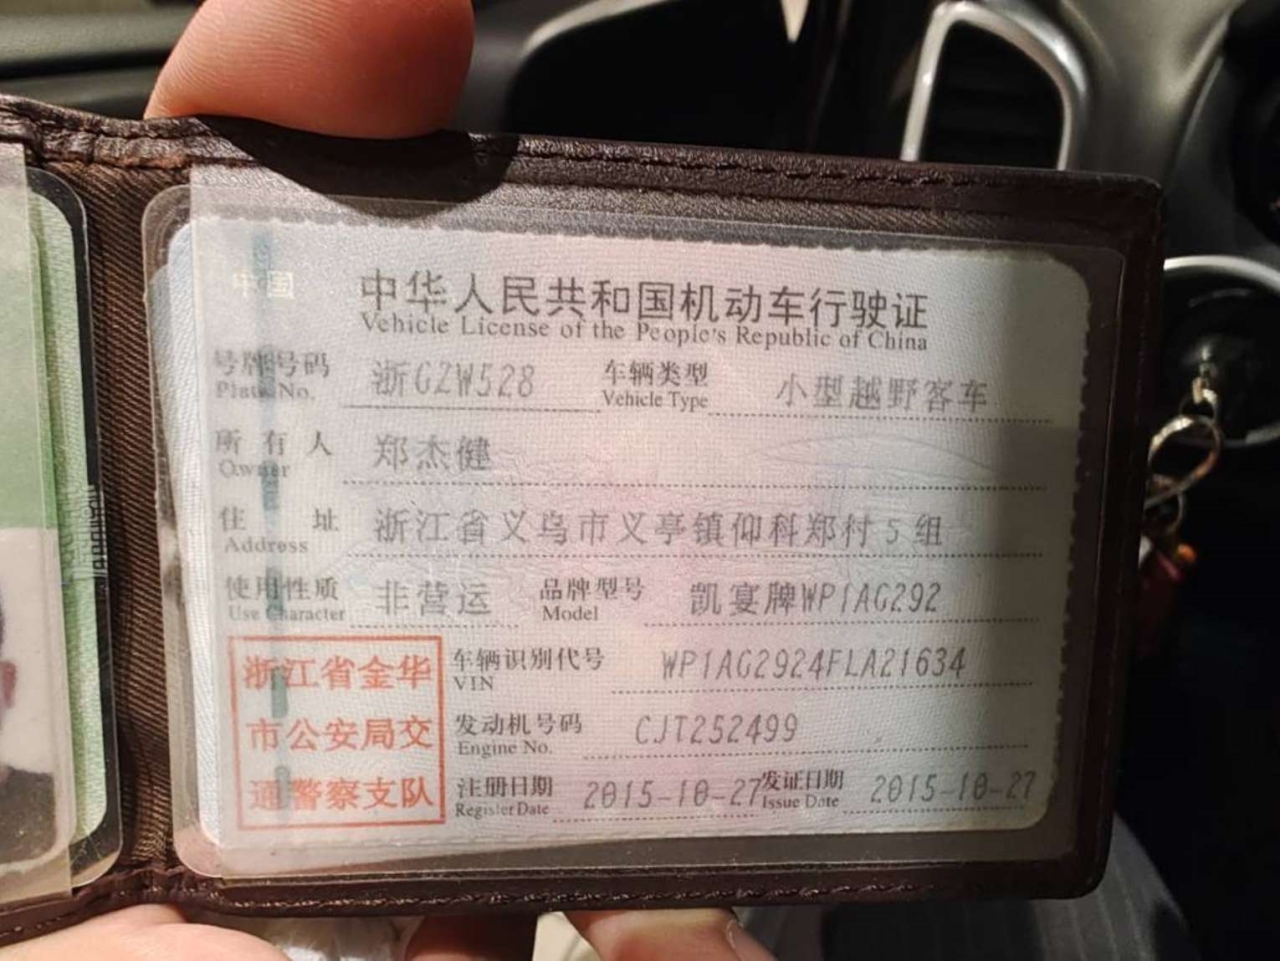 中国
中华人民共和国机动车行驶证
Vehicle License of the People's Republic of China
号牌号码 浙GZW528 车辆类型 小型越野客车
Plate No. Vehicle Type
所有人 郑杰健
Owner
住址 浙江省义乌市义亭镇仰科郑村5组
Address
使用性质 非营运 品牌型号 凯宴牌WP1AG292
Use Character Model
浙江省金华
市公安局交
通警察支队
车辆识别代号 WP1AG2924FLA21634
VIN
发动机号码 CJT252499
Engine No.
注册日期 2015-10-27 发证日期 2015-10-27
Register Date Issue Date